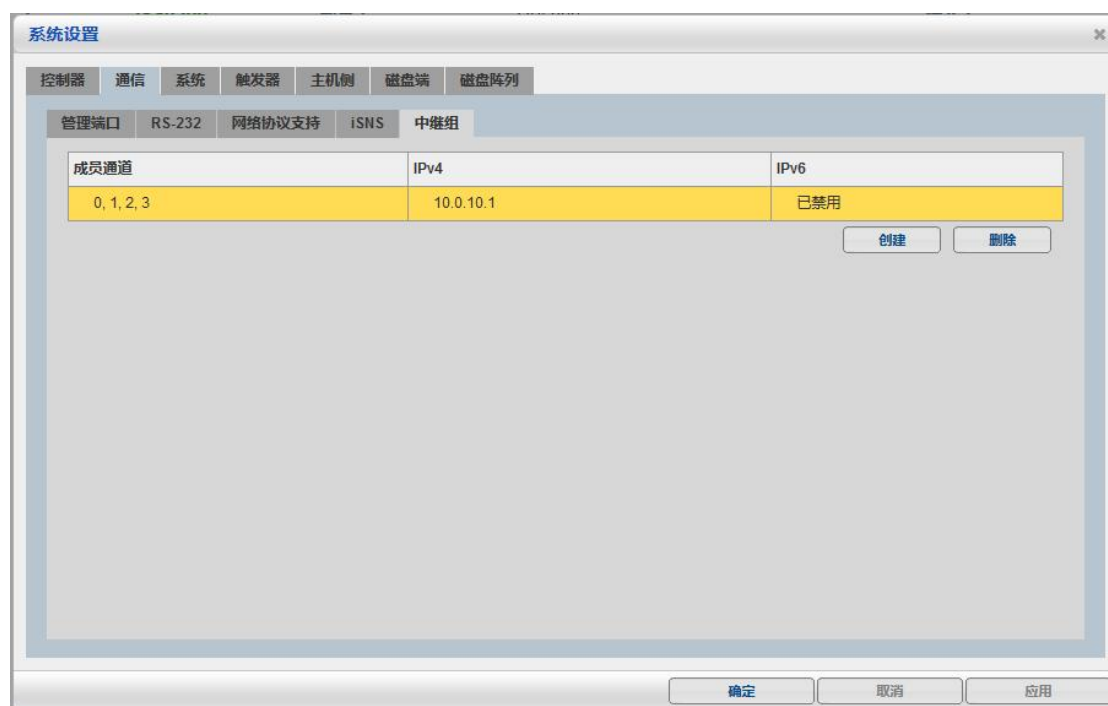 系统设置
控制器 通信 系统 触发器 主机侧 磁盘端 磁盘阵列
管理端口 RS-232 网络协议支持 iSNS 中继组
成员通道 IPv4 IPv6
0, 1, 2, 3 10.0.10.1 已禁用
创建 删除
确定 取消 应用